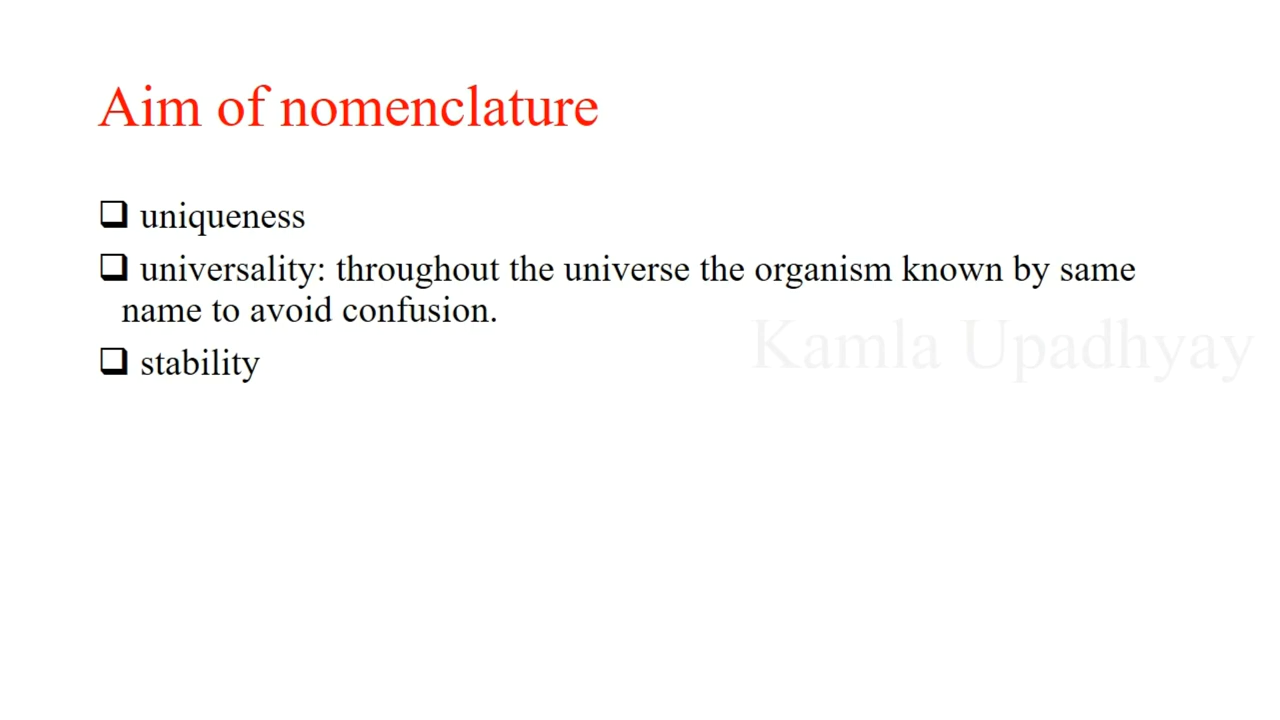 Aim of nomenclature
❑ uniqueness
❑ universality: throughout the universe the organism known by same
name to avoid confusion.
Kamla Upadhyay
❑ stability